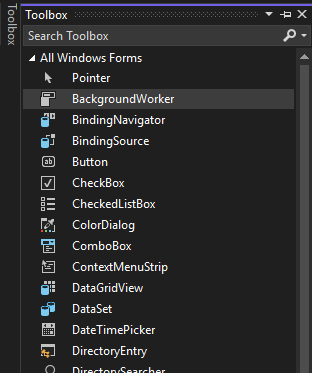 Toolbox
Toolbox
Search Toolbox
All Windows Forms
Pointer
BackgroundWorker
BindingNavigator
BindingSource
ab
Button
CheckBox
CheckedListBox
ColorDialog
ComboBox
ContextMenuStrip
DataGridView
DataSet
DateTimePicker
DirectoryEntry
DirectorySearcher